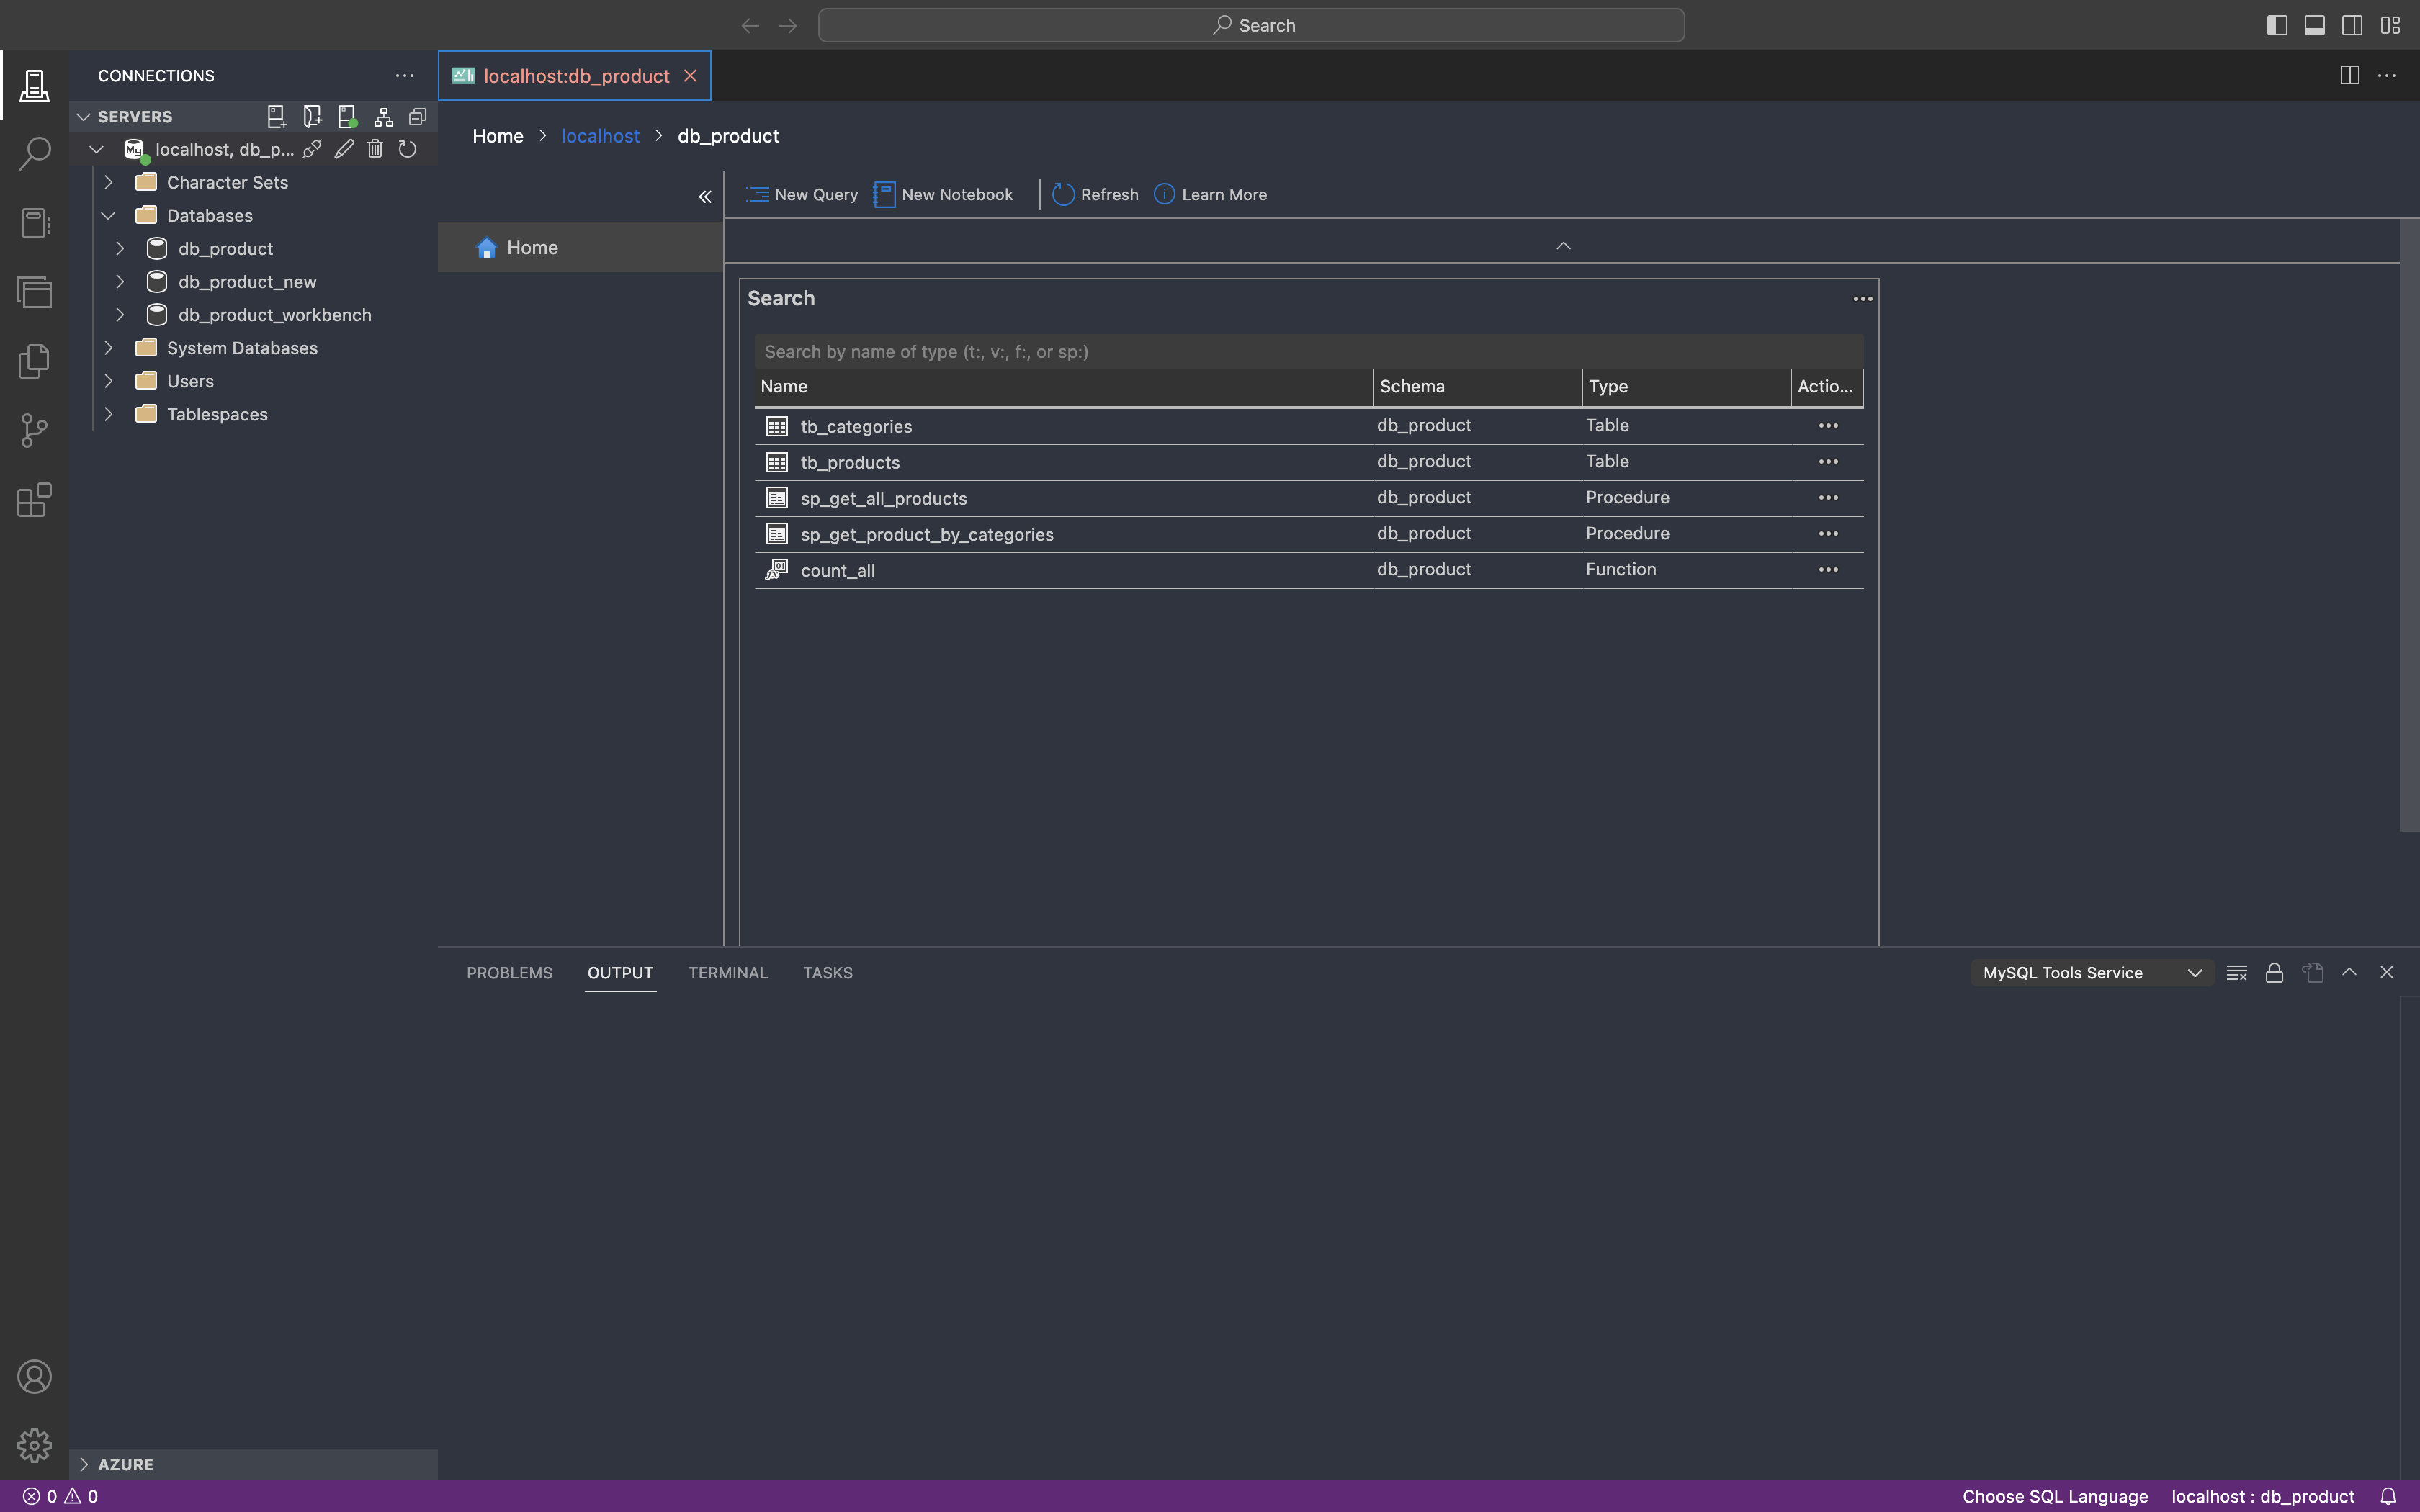 Search
CONNECTIONS
localhost:db_product
SERVERS
localhost, db_p...
Character Sets
Databases
db_product
db_product_new
db_product_workbench
System Databases
Users
Tablespaces
AZURE
Home > localhost > db_product
Home
New Query New Notebook Refresh Learn More
Search
Search by name of type (t:, v:, f:, or sp:)
Name Schema Type Actio...
tb_categories db_product Table
tb_products db_product Table
sp_get_all_products db_product Procedure
sp_get_product_by_categories db_product Procedure
count_all db_product Function
PROBLEMS OUTPUT TERMINAL TASKS MySQL Tools Service
0 0 Choose SQL Language localhost : db_product